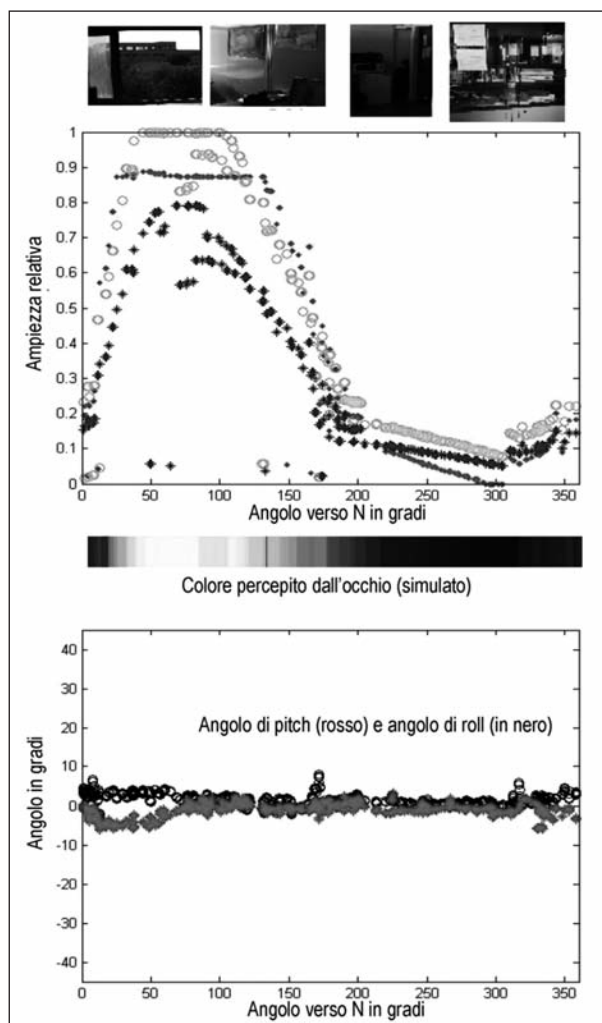 1
0.9
0.8
0.7
0.6
0.5
0.4
0.3
0.2
0.1
0
Ampiezza relativa
0 50 100 150 200 250 300 350
Angolo verso N in gradi
Colore percepito dall'occhio (simulato)
40
30
20
10
0
-10
-20
-30
-40
Angolo in gradi
Angolo di pitch (rosso) e angolo di roll (in nero)
0 50 100 150 200 250 300 350
Angolo verso N in gradi